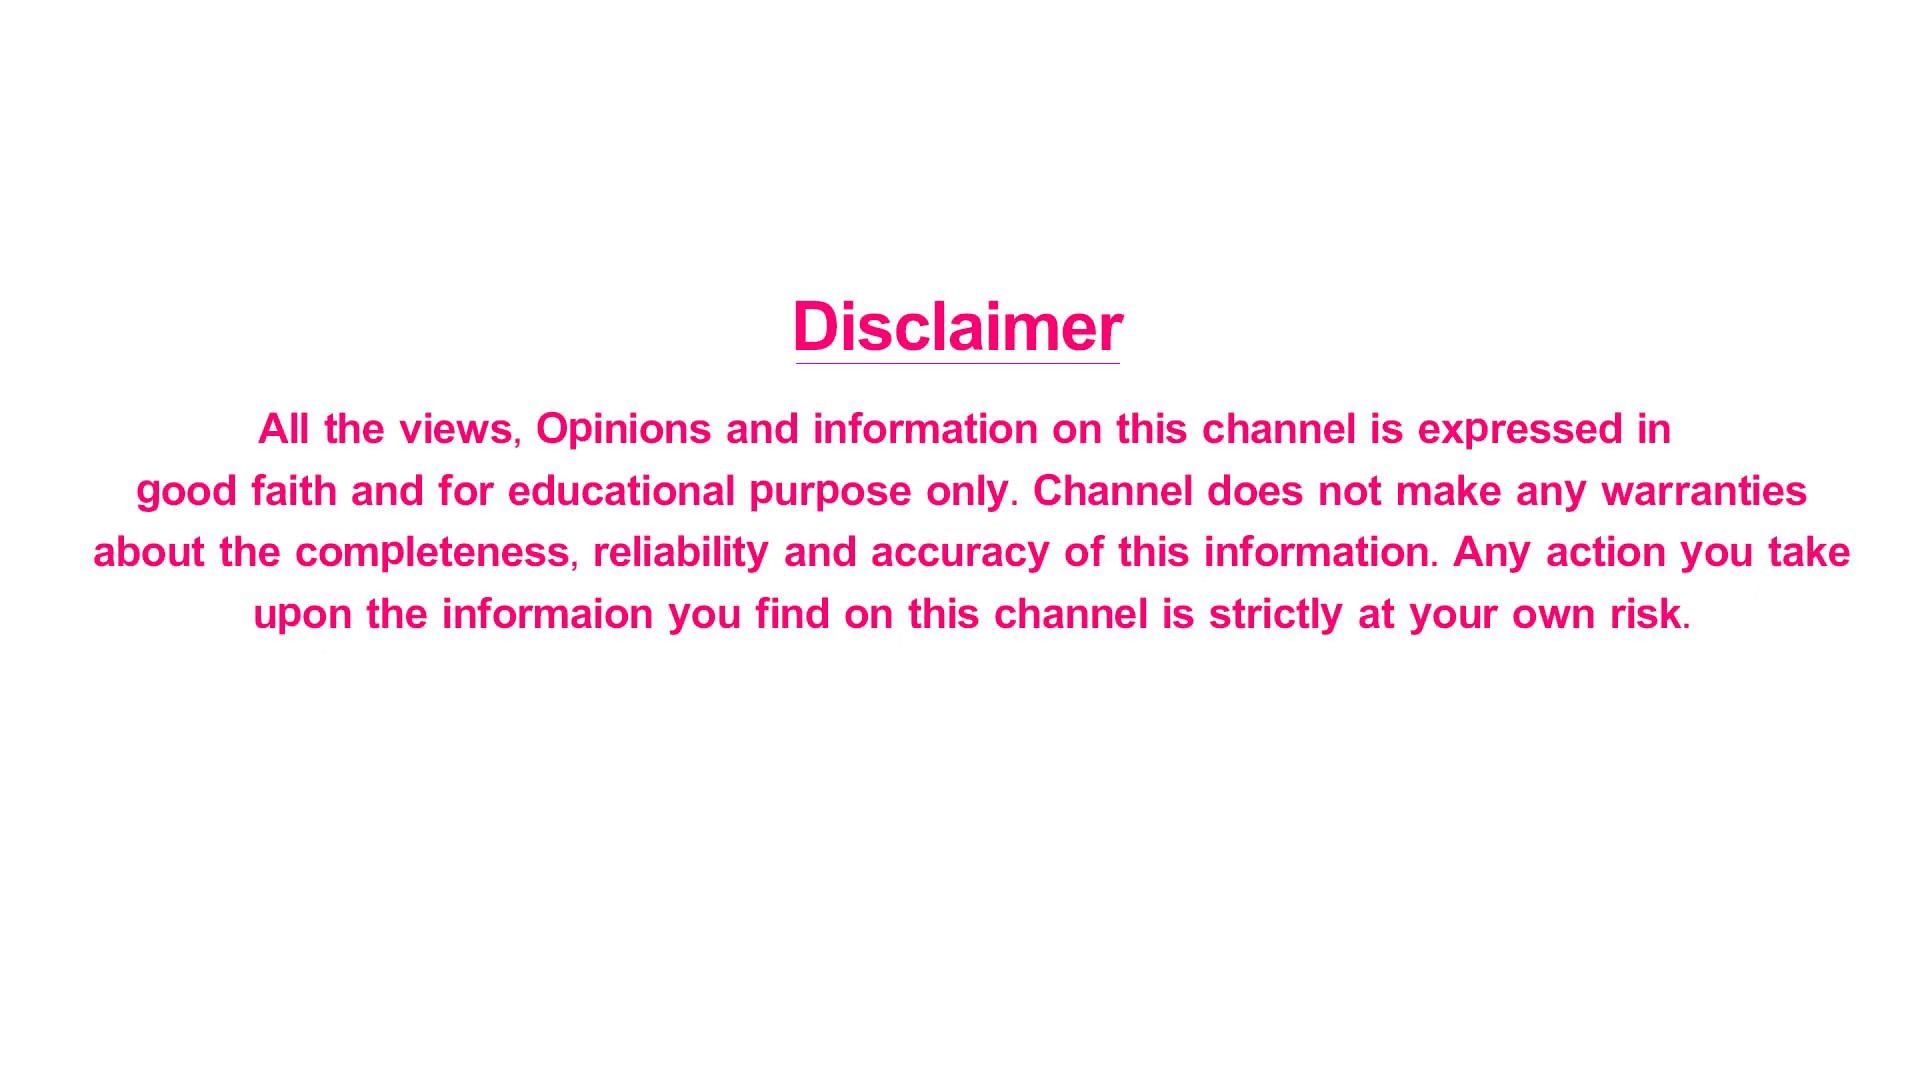 Disclaimer
All the views, Opinions and information on this channel is expressed in
good faith and for educational purpose only. Channel does not make any warranties
about the completeness, reliability and accuracy of this information. Any action you take
upon the informaion you find on this channel is strictly at your own risk.